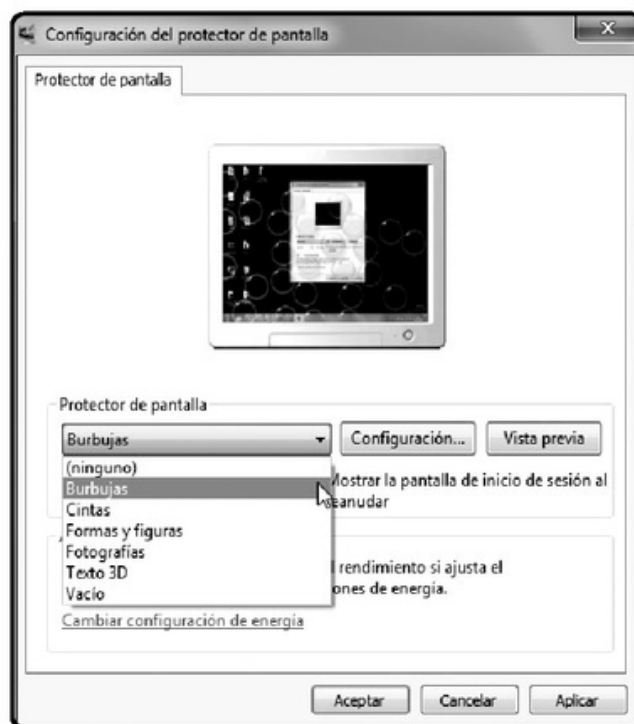 Configuración del protector de pantalla
Protector de pantalla
Protector de pantalla
Burbujas
Configuración...
Vista previa
(ninguno)
Burbujas
Cintas
Formas y figuras
Fotografías
Texto 3D
Vacío
Mostrar la pantalla de inicio de sesión al
reanudar
rendimiento si ajusta el
ones de energía.
Cambiar configuración de energía
Aceptar
Cancelar
Aplicar